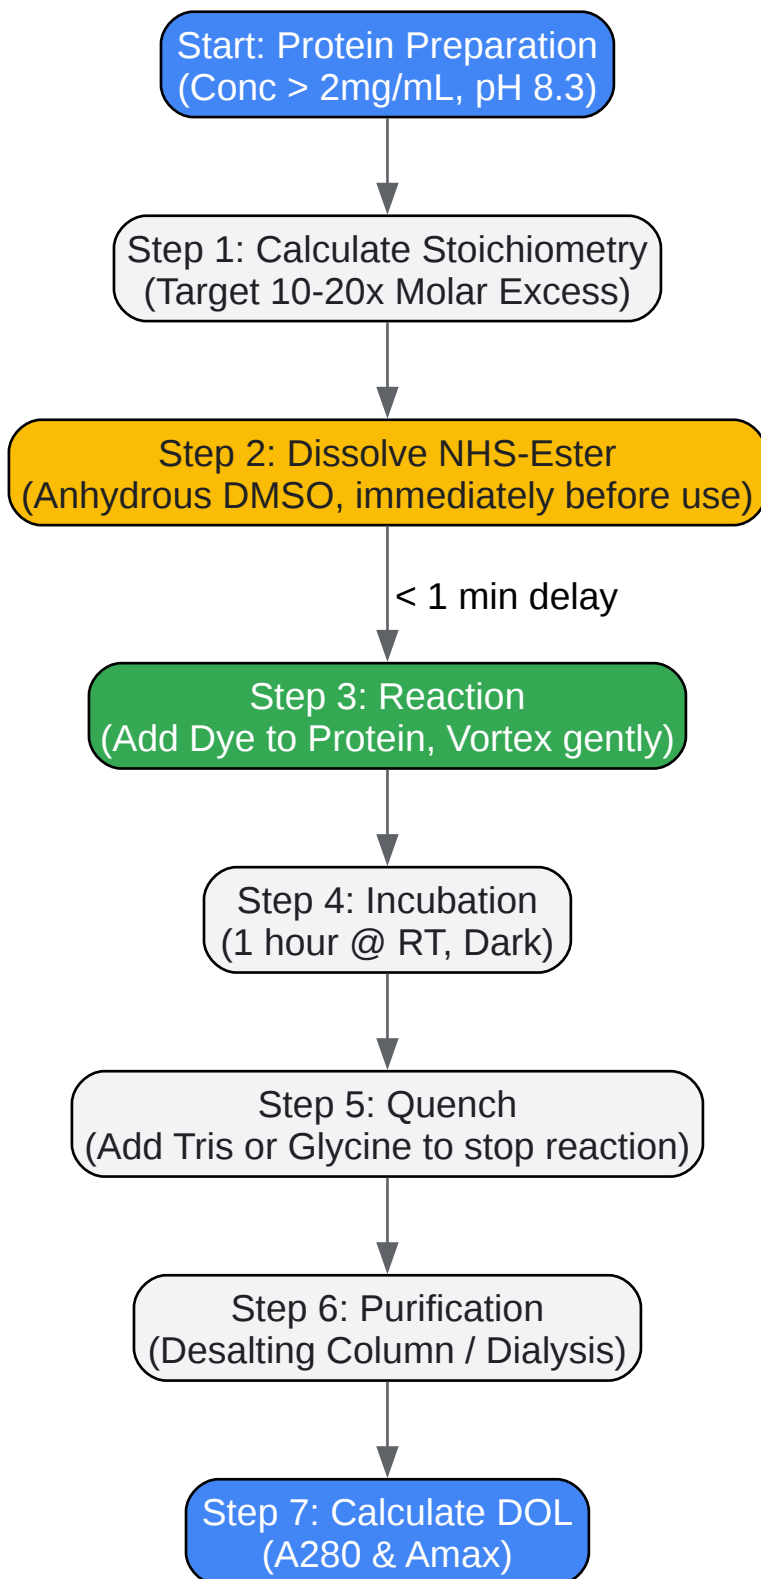 Start: Protein Preparation
(Conc > 2mg/mL, pH 8.3)
Step 1: Calculate Stoichiometry
(Target 10-20x Molar Excess)
Step 2: Dissolve NHS-Ester
(Anhydrous DMSO, immediately before use)
< 1 min delay
Step 3: Reaction
(Add Dye to Protein, Vortex gently)
Step 4: Incubation
(1 hour @ RT, Dark)
Step 5: Quench
(Add Tris or Glycine to stop reaction)
Step 6: Purification
(Desalting Column / Dialysis)
Step 7: Calculate DOL
(A280 & Amax)